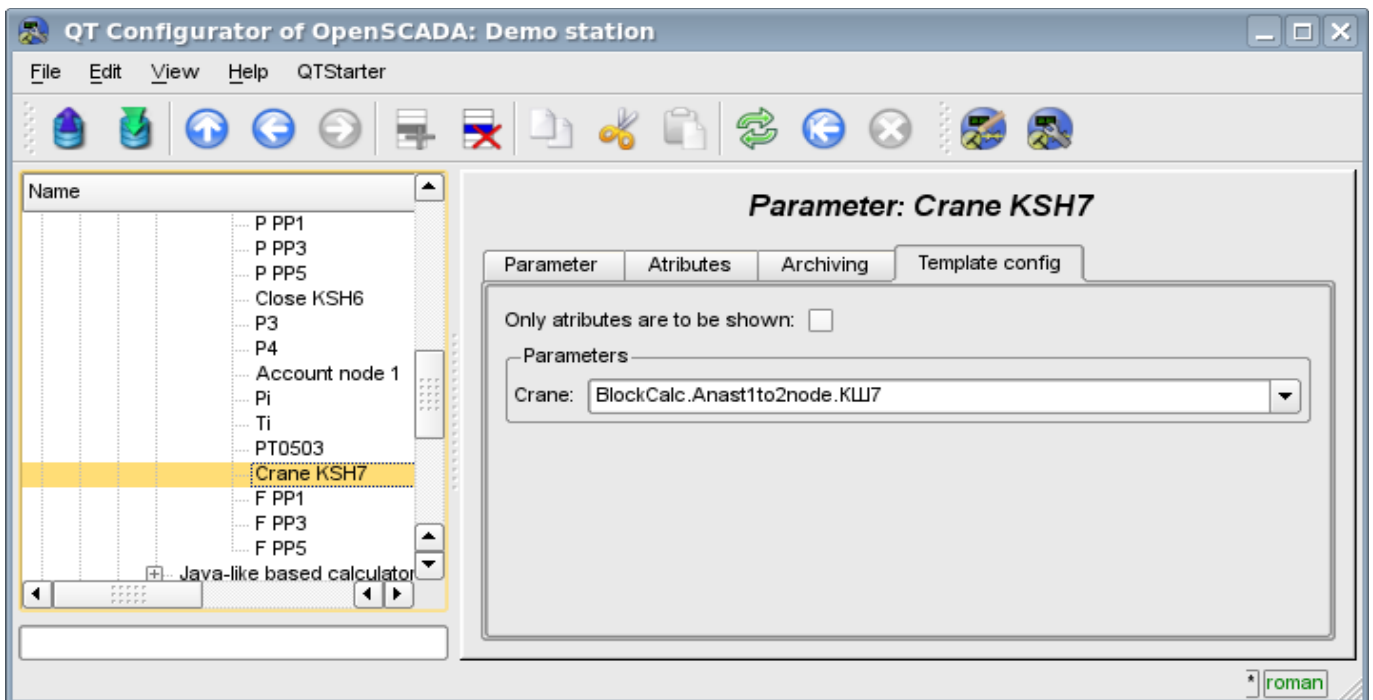 QT Configurator of OpenSCADA: Demo station
File Edit View Help QTStarter
Name
P PP1
P PP3
P PP5
Close KSH6
P3
P4
Account node 1
Pi
Ti
PT0503
Crane KSH7
F PP1
F PP3
F PP5
Java-like based calculator
Parameter: Crane KSH7
Parameter Atributes Archiving Template config
Only atributes are to be shown:
Parameters
Crane: BlockCalc.Anast1to2node.КШ7
* roman